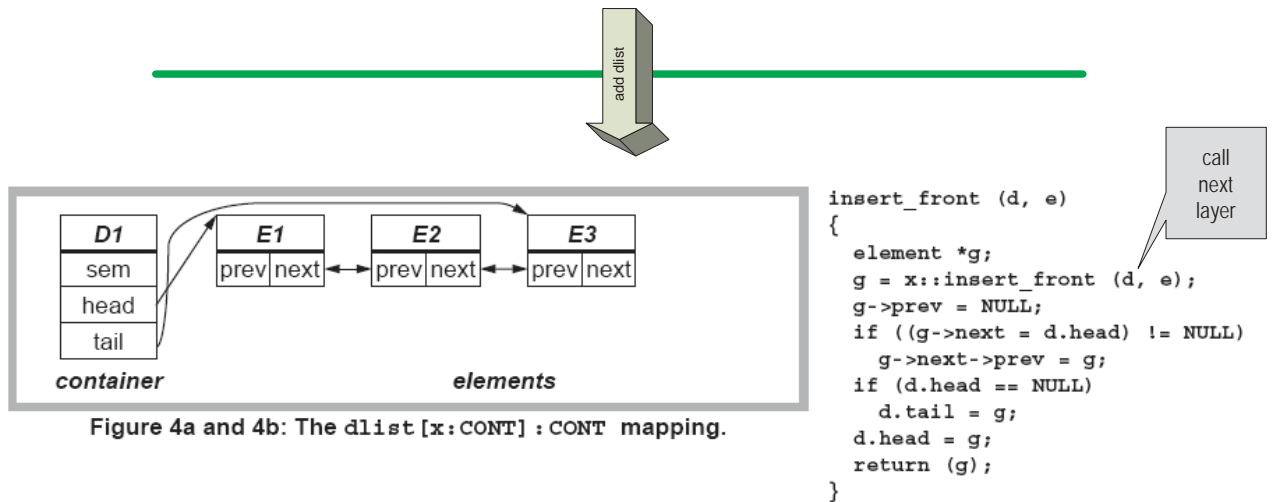 add dlist
D1
sem
head
tail
container
E1
prev next
E2
prev next
E3
prev next
elements
Figure 4a and 4b: The dlist[x:CONT]:CONT mapping.
call
next
layer
insert_front (d, e)
{
element *g;
g = x::insert_front (d, e);
g->prev = NULL;
if ((g->next = d.head) != NULL)
g->next->prev = g;
if (d.head == NULL)
d.tail = g;
d.head = g;
return (g);
}